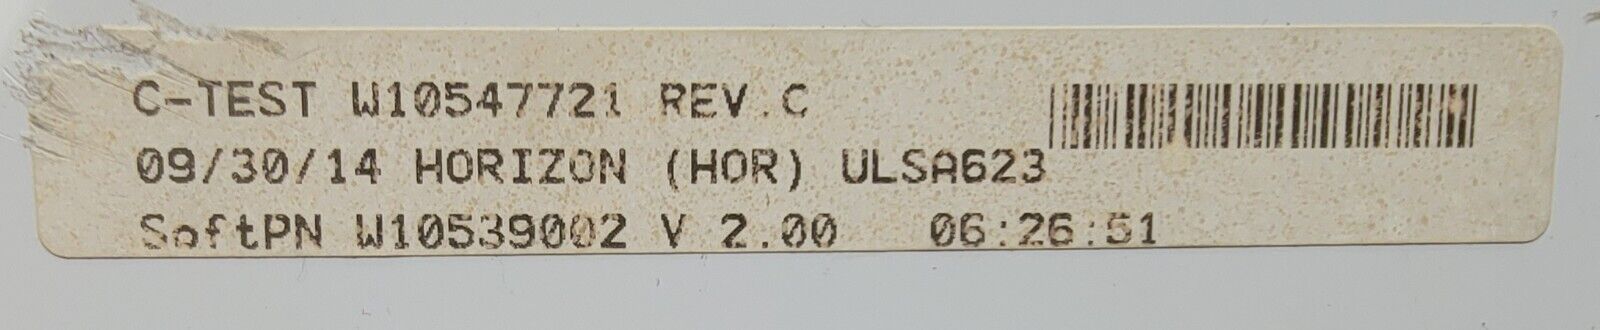 C-TEST W10547721 REV.C
09/30/14 HORIZON (HOR) ULSA623
SoftPN W10539002 V 2.00 06:26:51